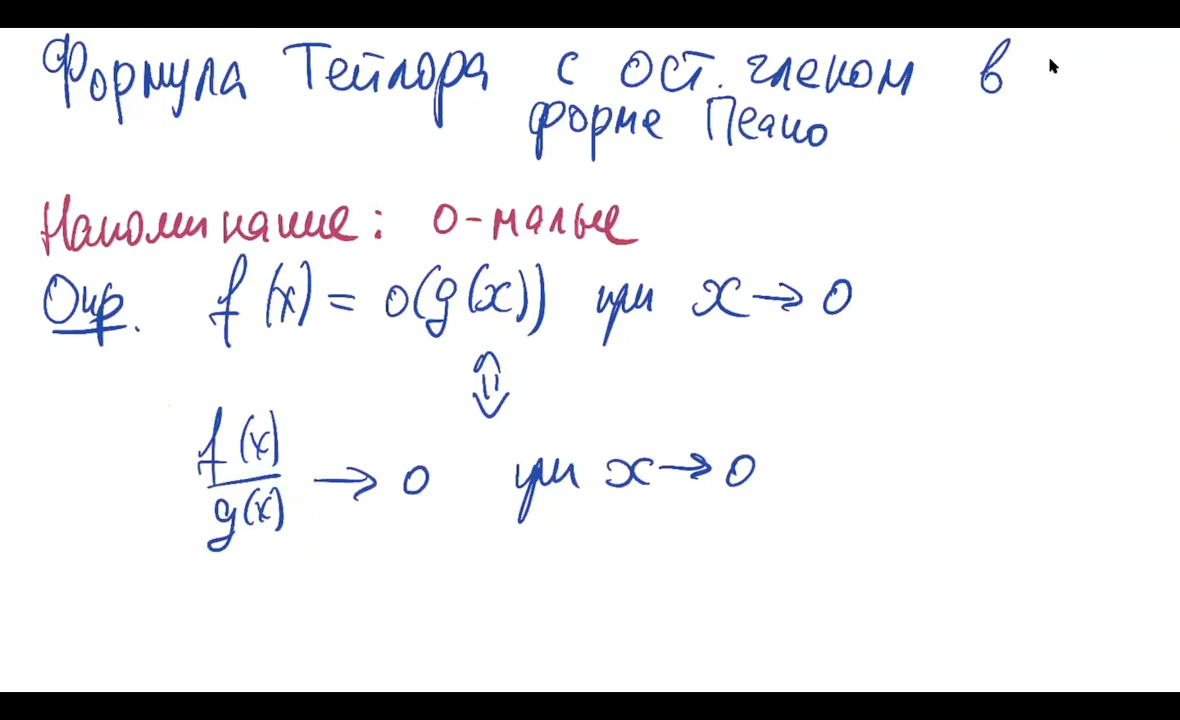 Формула Тейлора с ост. членом в
форме Пеано
Напоминание: о-малые
Опр. f(x) = o(g(x)) при x → 0
⇕
f(x)
/ g(x) → 0 при x → 0